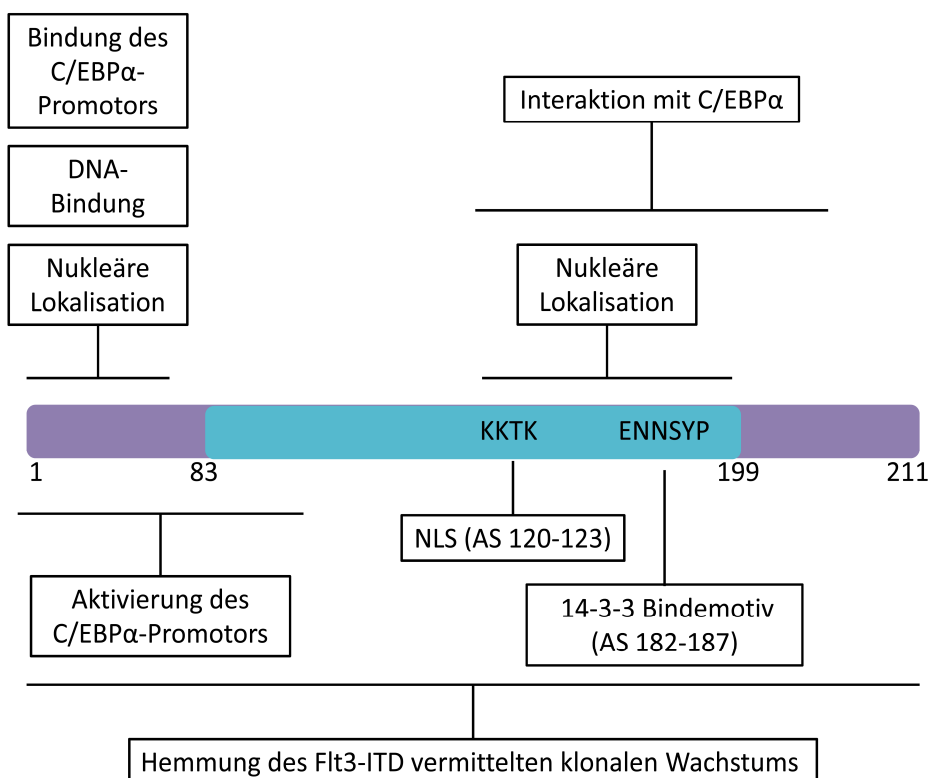 Bindung des
C/EBPα-
Promotors
DNA-
Bindung
Nukleäre
Lokalisation
Interaktion mit C/EBPα
Nukleäre
Lokalisation
KKTK
ENNSYP
1
83
199
211
NLS (AS 120-123)
Aktivierung des
C/EBPα-Promotors
14-3-3 Bindemotiv
(AS 182-187)
Hemmung des Flt3-ITD vermittelten klonalen Wachstums